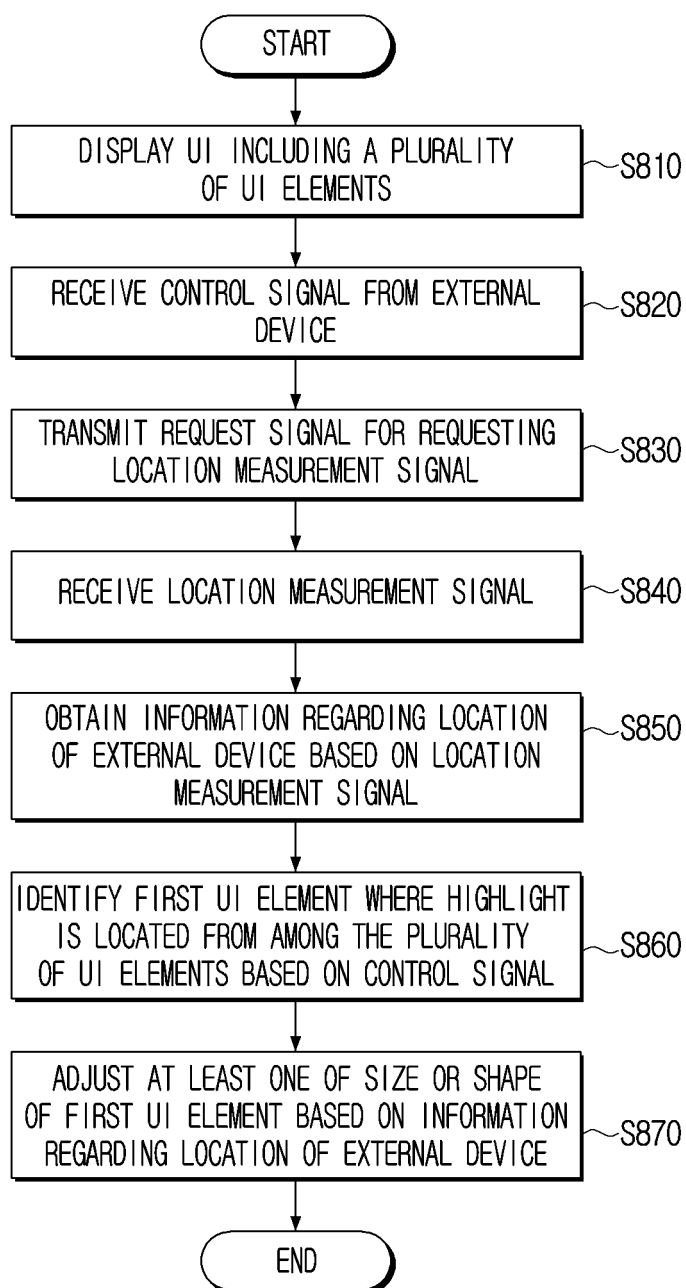 START
DISPLAY UI INCLUDING A PLURALITY
OF UI ELEMENTS
S810
RECEIVE CONTROL SIGNAL FROM EXTERNAL
DEVICE
S820
TRANSMIT REQUEST SIGNAL FOR REQUESTING
LOCATION MEASUREMENT SIGNAL
S830
RECEIVE LOCATION MEASUREMENT SIGNAL
S840
OBTAIN INFORMATION REGARDING LOCATION
OF EXTERNAL DEVICE BASED ON LOCATION
MEASUREMENT SIGNAL
S850
IDENTIFY FIRST UI ELEMENT WHERE HIGHLIGHT
IS LOCATED FROM AMONG THE PLURALITY
OF UI ELEMENTS BASED ON CONTROL SIGNAL
S860
ADJUST AT LEAST ONE OF SIZE OR SHAPE
OF FIRST UI ELEMENT BASED ON INFORMATION
REGARDING LOCATION OF EXTERNAL DEVICE
S870
END